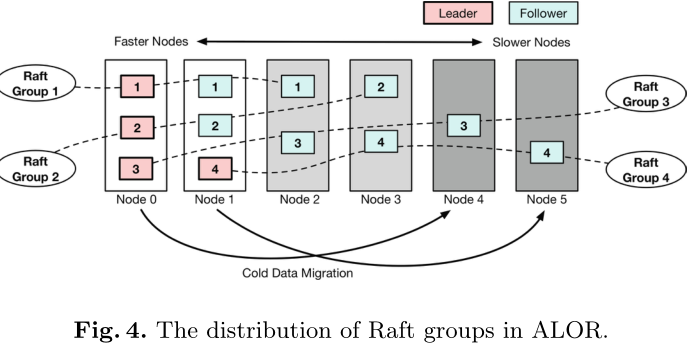 Leader
Follower
Faster Nodes
Slower Nodes
Raft
Group 1
1
1
1
2
Raft
Group 3
2
2
3
3
4
4
Raft
Group 2
3
4
Raft
Group 4
Node 0
Node 1
Node 2
Node 3
Node 4
Node 5
Cold Data Migration
Fig. 4. The distribution of Raft groups in ALOR.